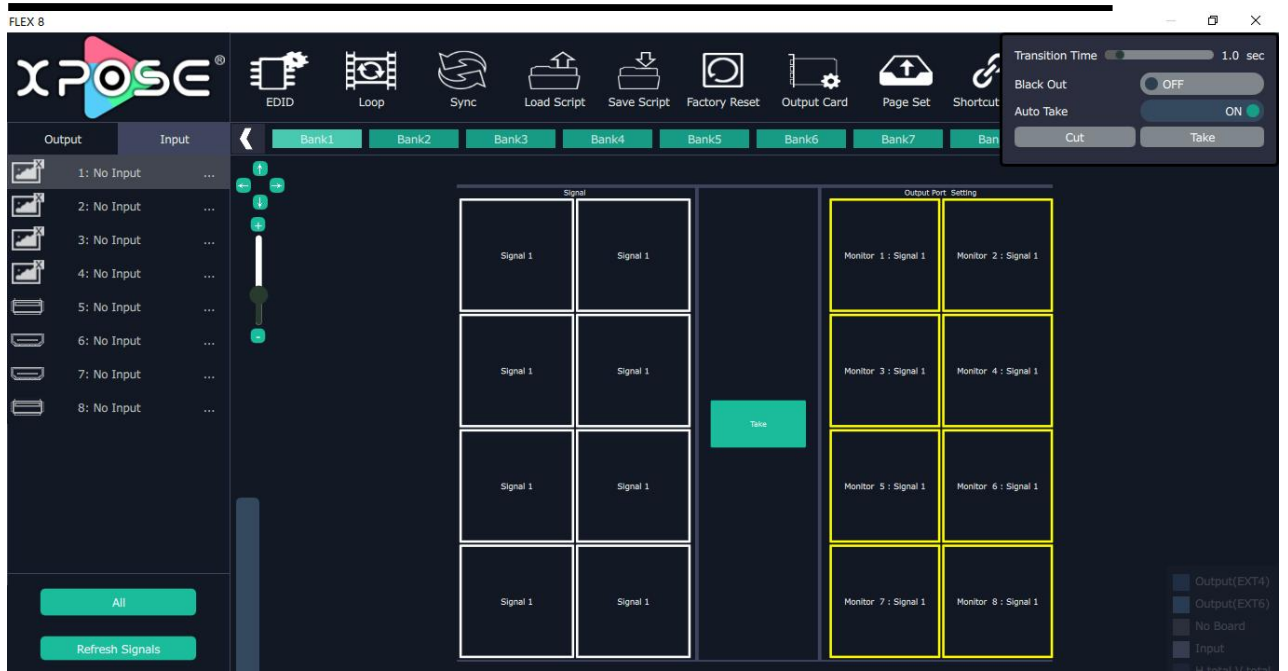 FLEX 8
XPOSE®
EDID
Loop
Sync
Load Script
Save Script
Factory Reset
Output Card
Page Set
Shortcut
Transition Time 1.0 sec
Black Out OFF
Auto Take ON
Cut Take
Output Input
Bank1 Bank2 Bank3 Bank4 Bank5 Bank6 Bank7 Ban
1: No Input ...
2: No Input ...
3: No Input ...
4: No Input ...
5: No Input ...
6: No Input ...
7: No Input ...
8: No Input ...
All
Refresh Signals
Signal
Signal 1 Signal 1
Signal 1 Signal 1
Signal 1 Signal 1
Signal 1 Signal 1
Take
Output Port Setting
Monitor 1 : Signal 1 Monitor 2 : Signal 1
Monitor 3 : Signal 1 Monitor 4 : Signal 1
Monitor 5 : Signal 1 Monitor 6 : Signal 1
Monitor 7 : Signal 1 Monitor 8 : Signal 1
Output(EXT4)
Output(EXT6)
No Board
Input